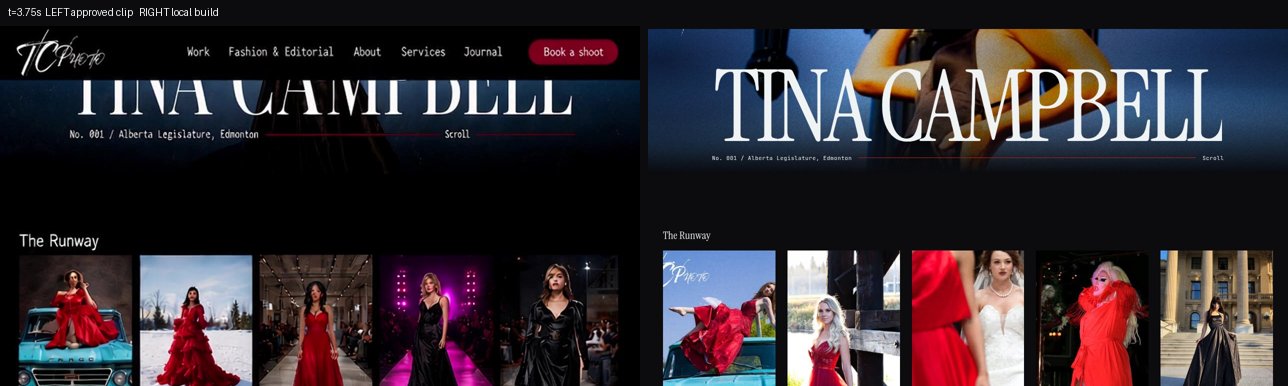 t=3.75s LEFT approved clip RIGHT local build
TCPHOTO
Work Fashion & Editorial About Services Journal Book a shoot
TINA CAMPBELL
No. 001 / Alberta Legislature, Edmonton Scroll
The Runway
TINA CAMPBELL
No. 001 / Alberta Legislature, Edmonton Scroll
The Runway
CPHOTO